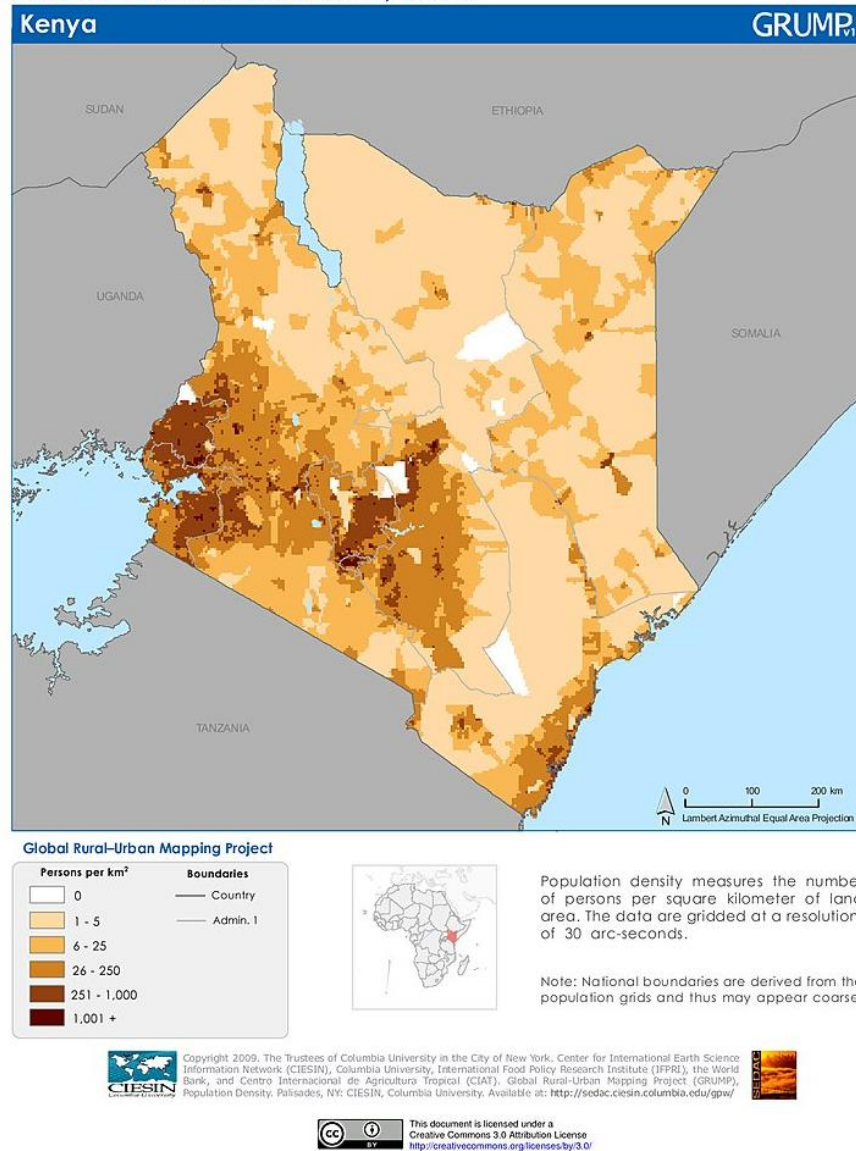 Kenya
GRUMPv1
SUDAN
ETHIOPIA
UGANDA
SOMALIA
TANZANIA
0 100 200 km
N Lambert Azimuthal Equal Area Projection
Global Rural–Urban Mapping Project
Persons per km²
0
1 - 5
6 - 25
26 - 250
251 - 1,000
1,001 +
Boundaries
Country
Admin. 1
Population density measures the number
of persons per square kilometer of land
area. The data are gridded at a resolution
of 30 arc-seconds.
Note: National boundaries are derived from the
population grids and thus may appear coarse
CIESIN
Columbia University
Copyright 2009. The Trustees of Columbia University in the City of New York. Center for International Earth Science
Information Network (CIESIN), Columbia University, International Food Policy Research Institute (IFPRI), the World
Bank, and Centro Internacional de Agricultura Tropical (CIAT). Global Rural-Urban Mapping Project (GRUMP),
Population Density. Palisades, NY: CIESIN, Columbia University. Available at: http://sedac.ciesin.columbia.edu/gpw/
SEDAC
cc
BY
This document is licensed under a
Creative Commons 3.0 Attribution License
http://creativecommons.org/licenses/by/3.0/